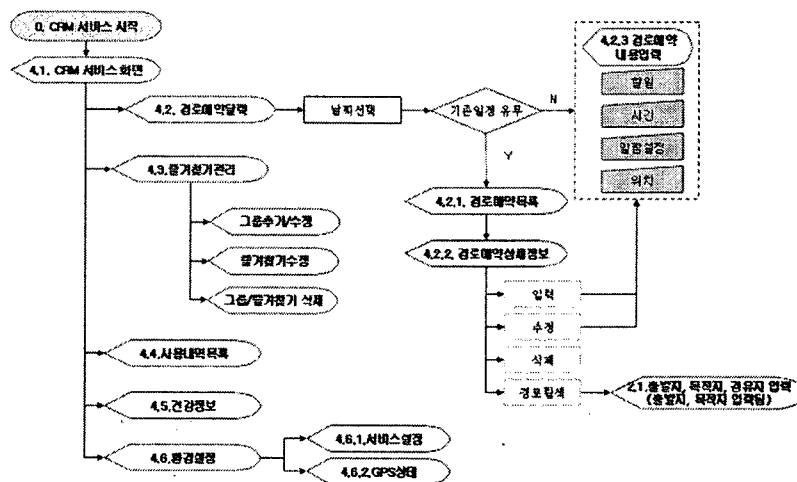 0. CRM 서비스 시작
4.1. CRM 서비스 화면
4.2. 경로예약달력
날짜선택
기존일정 유무
N
Y
4.2.3 경로예약
내용입력
알림
시간
알람설정
위치
4.3.즐겨찾기관리
그룹추가/수정
즐겨찾기수정
그룹/즐겨찾기 삭제
4.2.1. 경로예약목록
4.2.2. 경로예약상세정보
입력
수정
삭제
경로탐색
2.1.출발지, 목적지, 경유지 입력
(출발지, 목적지 입력됨)
4.4.사용내역목록
4.5.건강정보
4.6.환경설정
4.6.1.서비스설정
4.6.2.GPS상태